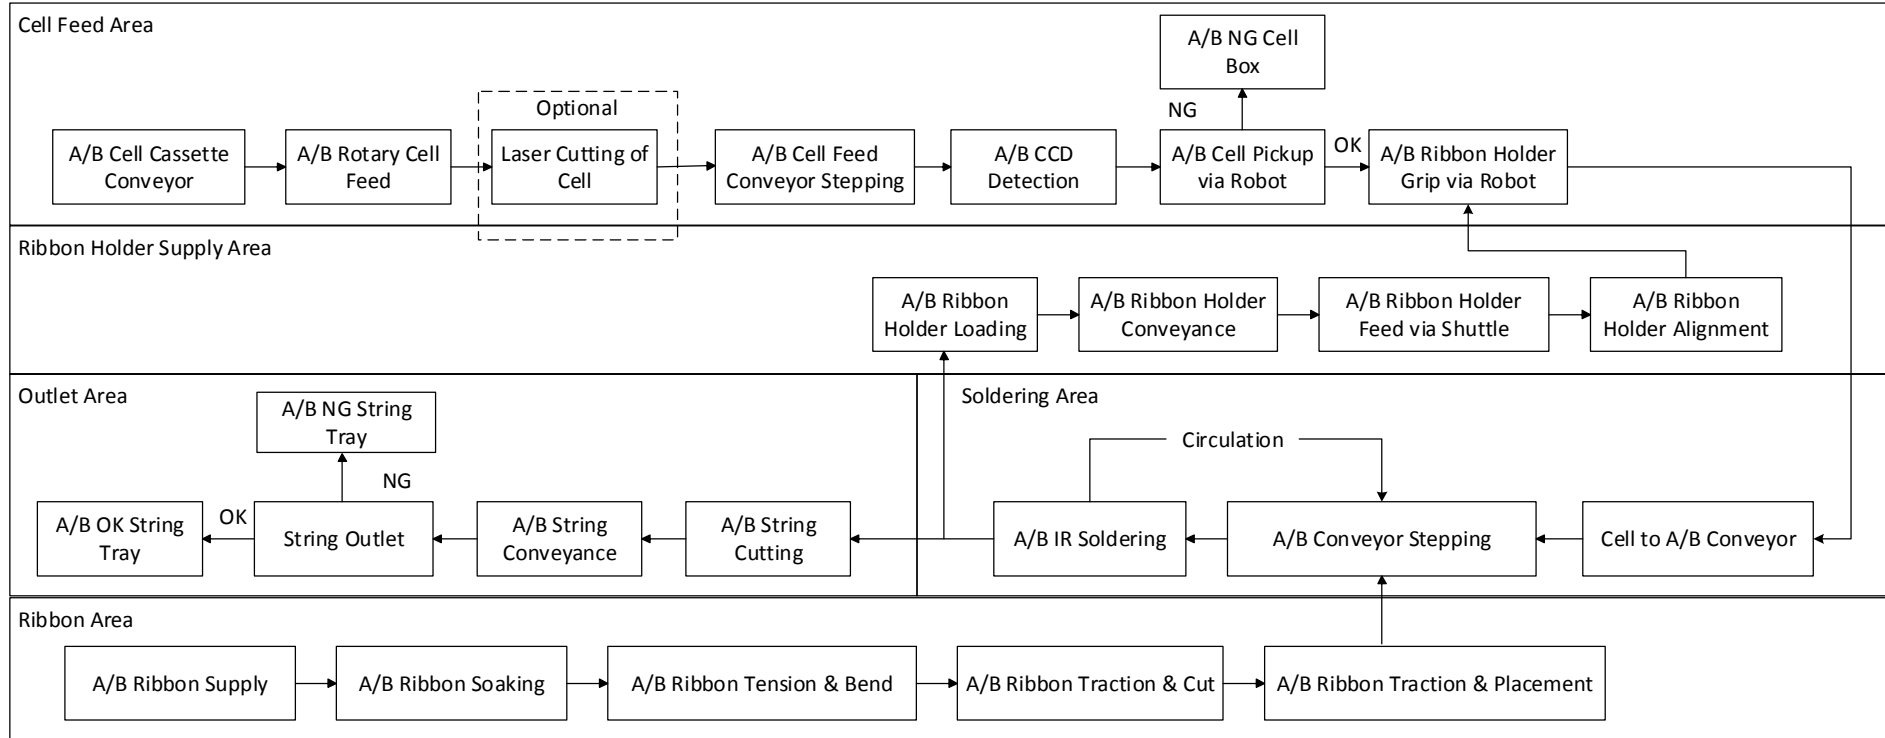 Cell Feed Area
A/B NG Cell
Box
NG
Optional
A/B Cell Cassette
Conveyor
A/B Rotary Cell
Feed
Laser Cutting of
Cell
A/B Cell Feed
Conveyor Stepping
A/B CCD
Detection
A/B Cell Pickup
via Robot
OK
A/B Ribbon Holder
Grip via Robot
Ribbon Holder Supply Area
A/B Ribbon
Holder Loading
A/B Ribbon Holder
Conveyance
A/B Ribbon Holder
Feed via Shuttle
A/B Ribbon
Holder Alignment
Outlet Area
A/B NG String
Tray
NG
A/B OK String
Tray
OK
String Outlet
A/B String
Conveyance
A/B String
Cutting
Soldering Area
Circulation
A/B IR Soldering
A/B Conveyor Stepping
Cell to A/B Conveyor
Ribbon Area
A/B Ribbon Supply
A/B Ribbon Soaking
A/B Ribbon Tension & Bend
A/B Ribbon Traction & Cut
A/B Ribbon Traction & Placement